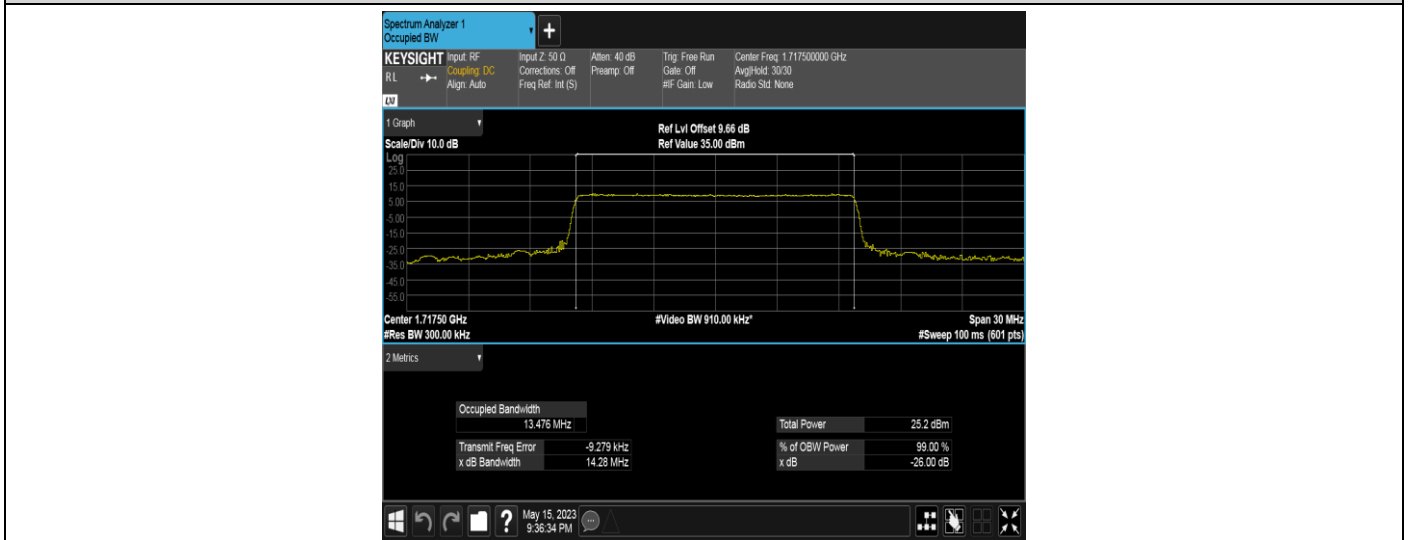 Spectrum Analyzer 1
Occupied BW
+
KEYSIGHT Input: RF Input Z: 50 Ω Atten: 40 dB Trig: Free Run Center Freq: 1.717500000 GHz
RL Coupling: DC Corrections: Off Preamp: Off Gate: Off Avg|Hold: 30/30
Align: Auto Freq Ref: Int (S) #IF Gain: Low Radio Std: None
LXI
1 Graph
Ref Lvl Offset 9.66 dB
Scale/Div 10.0 dB Ref Value 35.00 dBm
Log
25.0
15.0
5.00
-5.00
-15.0
-25.0
-35.0
-45.0
-55.0
Center 1.71750 GHz #Video BW 910.00 kHz* Span 30 MHz
#Res BW 300.00 kHz #Sweep 100 ms (601 pts)
2 Metrics
Occupied Bandwidth
13.476 MHz Total Power 25.2 dBm
Transmit Freq Error -9.279 kHz % of OBW Power 99.00 %
x dB Bandwidth 14.28 MHz x dB -26.00 dB
? May 15, 2023
9:36:34 PM